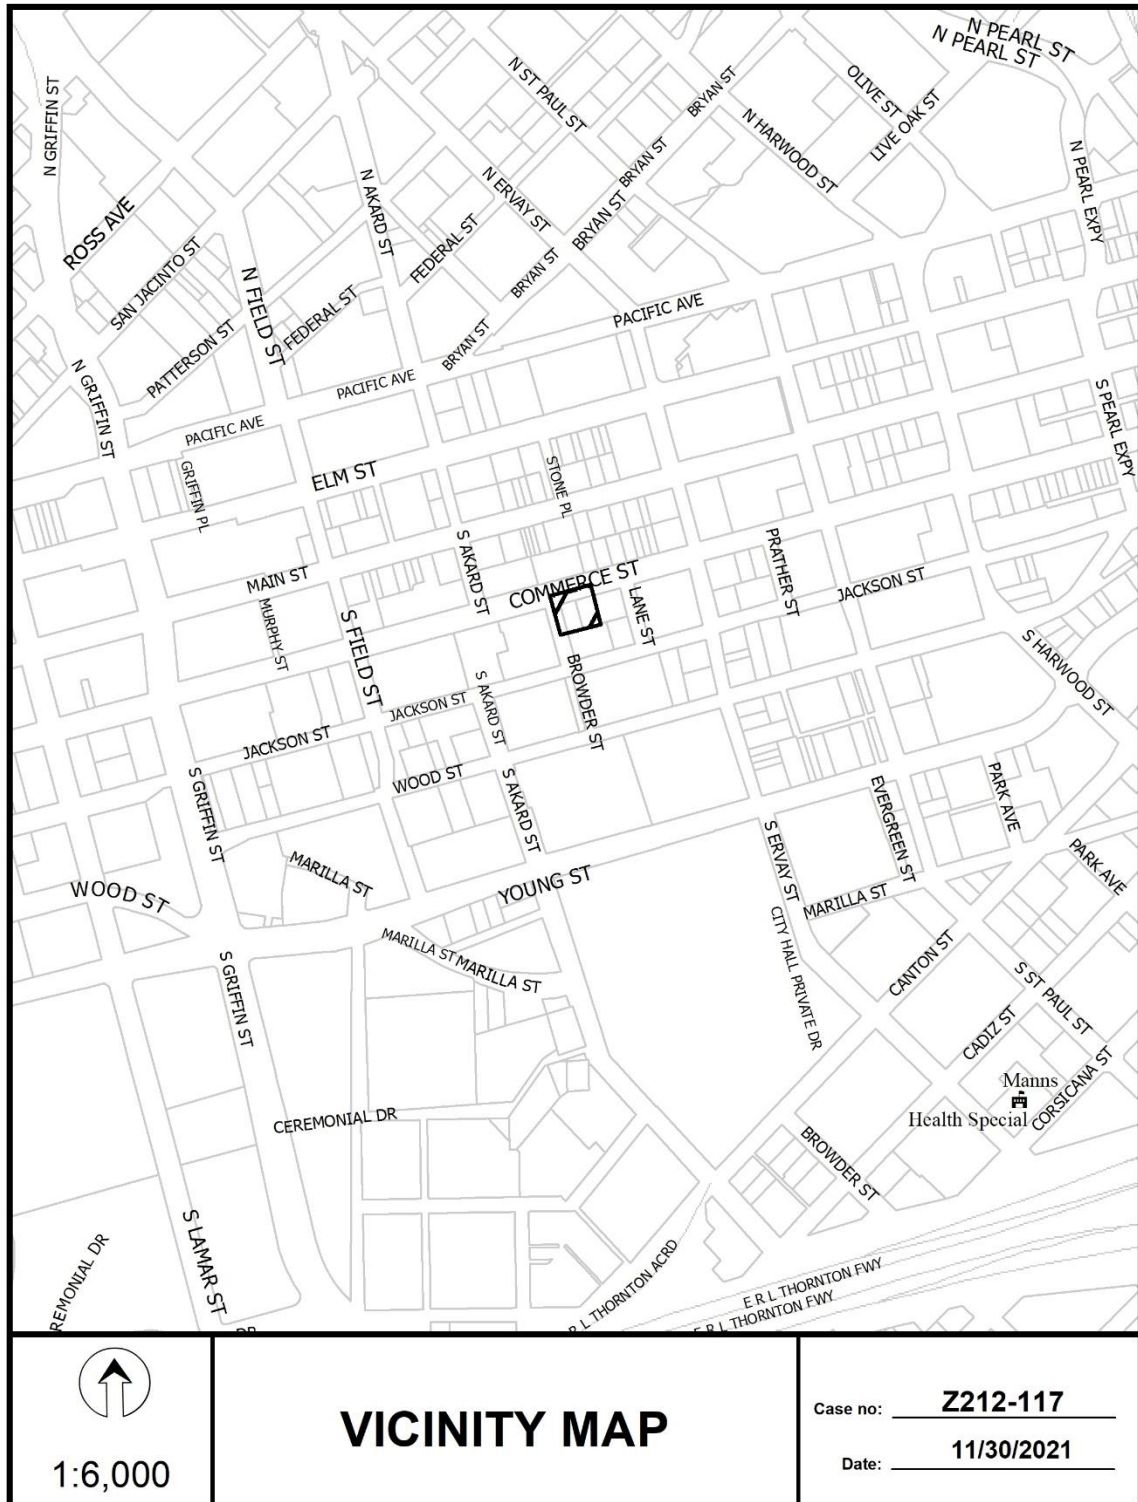 N PEARL ST
N PEARL ST
N GRIFFIN ST
N ST PAUL ST
BRYAN ST
OLIVE ST
LIVE OAK ST
N HARWOOD ST
N PEARL EXPY
N AKARD ST
N ERVAY ST
BRYAN ST
BRYAN ST
ROSS AVE
FEDERAL ST
SAN JACINTO ST
BRYAN ST
N FIELD ST
FEDERAL ST
PATTERSON ST
PACIFIC AVE
BRYAN ST
N GRIFFIN ST
PACIFIC AVE
PACIFIC AVE
S PEARL EXPY
ELM ST
STONE PL
GRIFFIN PL
MAIN ST
S AKARD ST
COMMERCE ST
PRATHER ST
JACKSON ST
LANE ST
MURPHY ST
S FIELD ST
BROWDER ST
S HARWOOD ST
S AKARD ST
JACKSON ST
JACKSON ST
WOOD ST
S GRIFFIN ST
S AKARD ST
EVERGREEN ST
PARK AVE
S ERVAY ST
PARK AVE
MARILLA ST
YOUNG ST
WOOD ST
MARILLA ST
CITY HALL PRIVATE DR
MARILLA ST
MARILLA ST
CANTON ST
S GRIFFIN ST
S ST PAUL ST
CADIZ ST
Manns
Health Special
CORSICANA ST
CEREMONIAL DR
BROWDER ST
S LAMAR ST
REMONIAL DR
R L THORNTON ACRD
E R L THORNTON FWY
E R L THORNTON FWY
DR
1:6,000
VICINITY MAP
Case no: Z212-117
Date: 11/30/2021